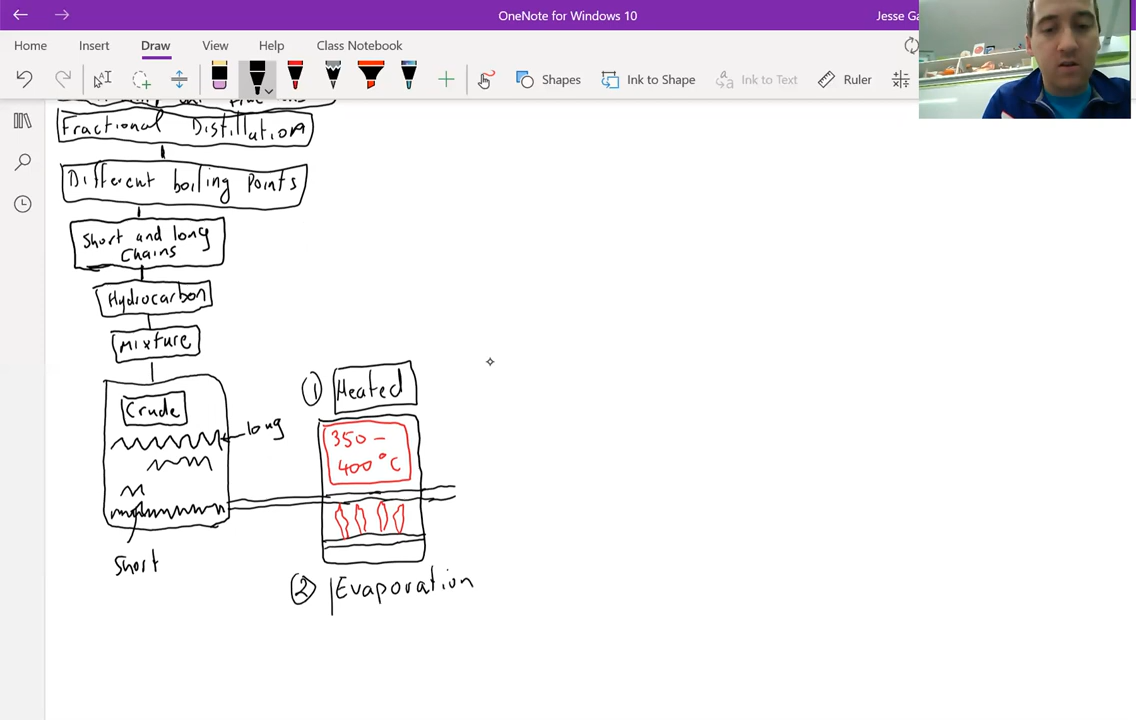 OneNote for Windows 10
Jesse Ga
Home
Insert
Draw
View
Help
Class Notebook
Shapes
Ink to Shape
Ink to Text
Ruler
Fractional Distillation
Different boiling Points
Short and long
Chains
Hydrocarbon
Mixture
Crude
long
Short
① Heated
350 -
400°C
② Evaporation